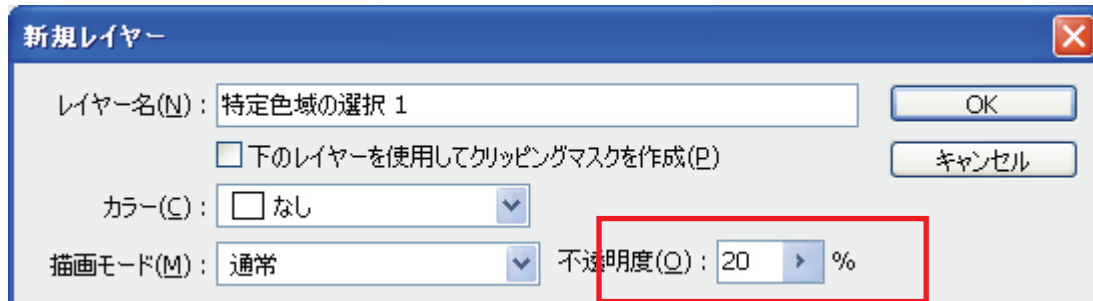 新規レイヤー
レイヤー名(N)： 特定色域の選択 1 OK
下のレイヤーを使用してクリッピングマスクを作成(P) キャンセル
カラー(C)： なし
描画モード(M)： 通常 不透明度(O)： 20 %